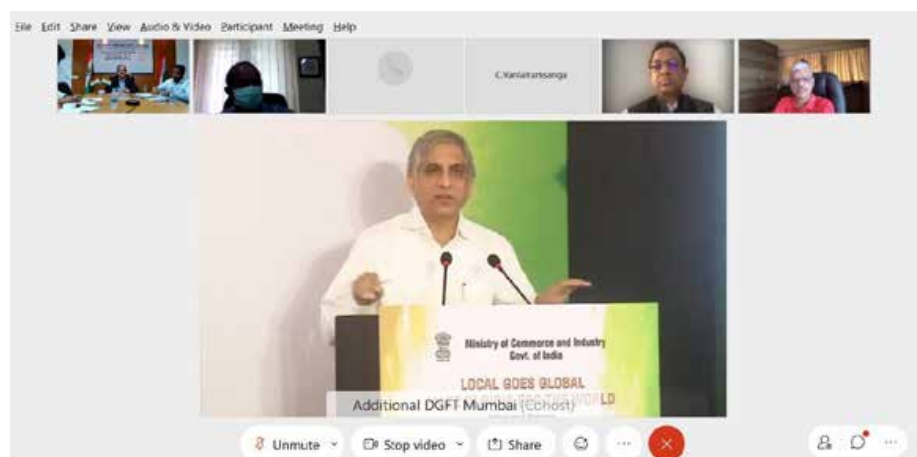 File Edit Share View Audio & Video Participant Meeting Help
Ministry of Commerce and Industry
Govt. of India
LOCAL GOES GLOBAL
Additional DGFT Mumbai (Cohost)
Unmute
Stop video
Share